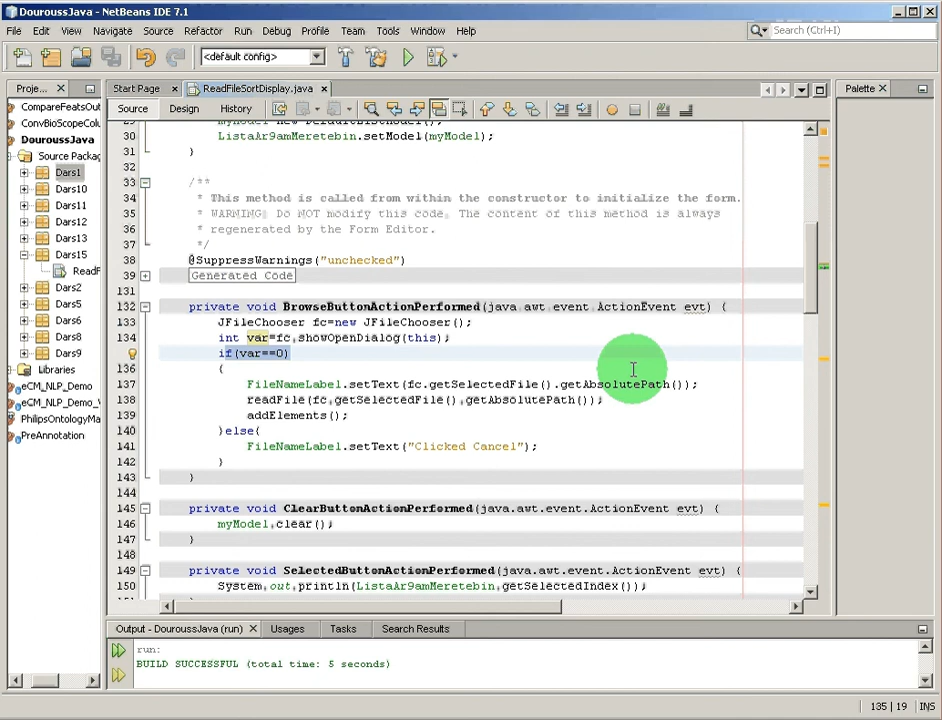 DouroussJava - NetBeans IDE 7.1
File Edit View Navigate Source Refactor Run Debug Profile Team Tools Window Help
Search (Ctrl+I)
<default config>
Proje...
Start Page
ReadFileSortDisplay.java
Palette
Source Design History
CompareFeatsOut
ConvBioScopeColu
DouroussJava
Source Packag
Dars1
Dars10
Dars11
Dars12
Dars13
Dars15
ReadF
Dars2
Dars5
Dars6
Dars8
Dars9
Libraries
eCM_NLP_Demo
eCM_NLP_Demo_
PhilipsOntologyMa
PreAnnotation
30 ListaAr9amMeretebin.setModel(myModel);
31 }
32
33 /**
34 * This method is called from within the constructor to initialize the form.
35 * WARNING: Do NOT modify this code. The content of this method is always
36 * regenerated by the Form Editor.
37 */
38 @SuppressWarnings("unchecked")
39 Generated Code
131
132 private void BrowseButtonActionPerformed(java.awt.event.ActionEvent evt) {
133 JFileChooser fc=new JFileChooser();
134 int var=fc.showOpenDialog(this);
if(var==0)
136 {
137 FileNameLabel.setText(fc.getSelectedFile().getAbsolutePath());
138 readFile(fc.getSelectedFile().getAbsolutePath());
139 addElements();
140 }else{
141 FileNameLabel.setText("Clicked Cancel");
142 }
143 }
144
145 private void ClearButtonActionPerformed(java.awt.event.ActionEvent evt) {
146 myModel.clear();
147 }
148
149 private void SelectedButtonActionPerformed(java.awt.event.ActionEvent evt) {
150 System.out.println(ListaAr9amMeretebin.getSelectedIndex());
Output - DouroussJava (run) Usages Tasks Search Results
run:
BUILD SUCCESSFUL (total time: 5 seconds)
135 | 19 INS